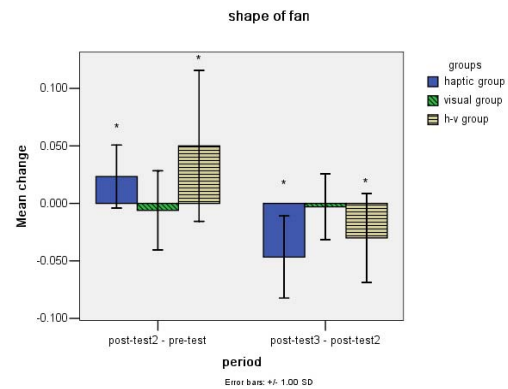 shape of fan
groups
haptic group
visual group
h-v group
Mean change
0.100
0.050
0.000
-0.050
-0.100
*
*
*
*
post-test2 - pre-test
post-test3 - post-test2
period
Error bars: +/- 1.00 SD